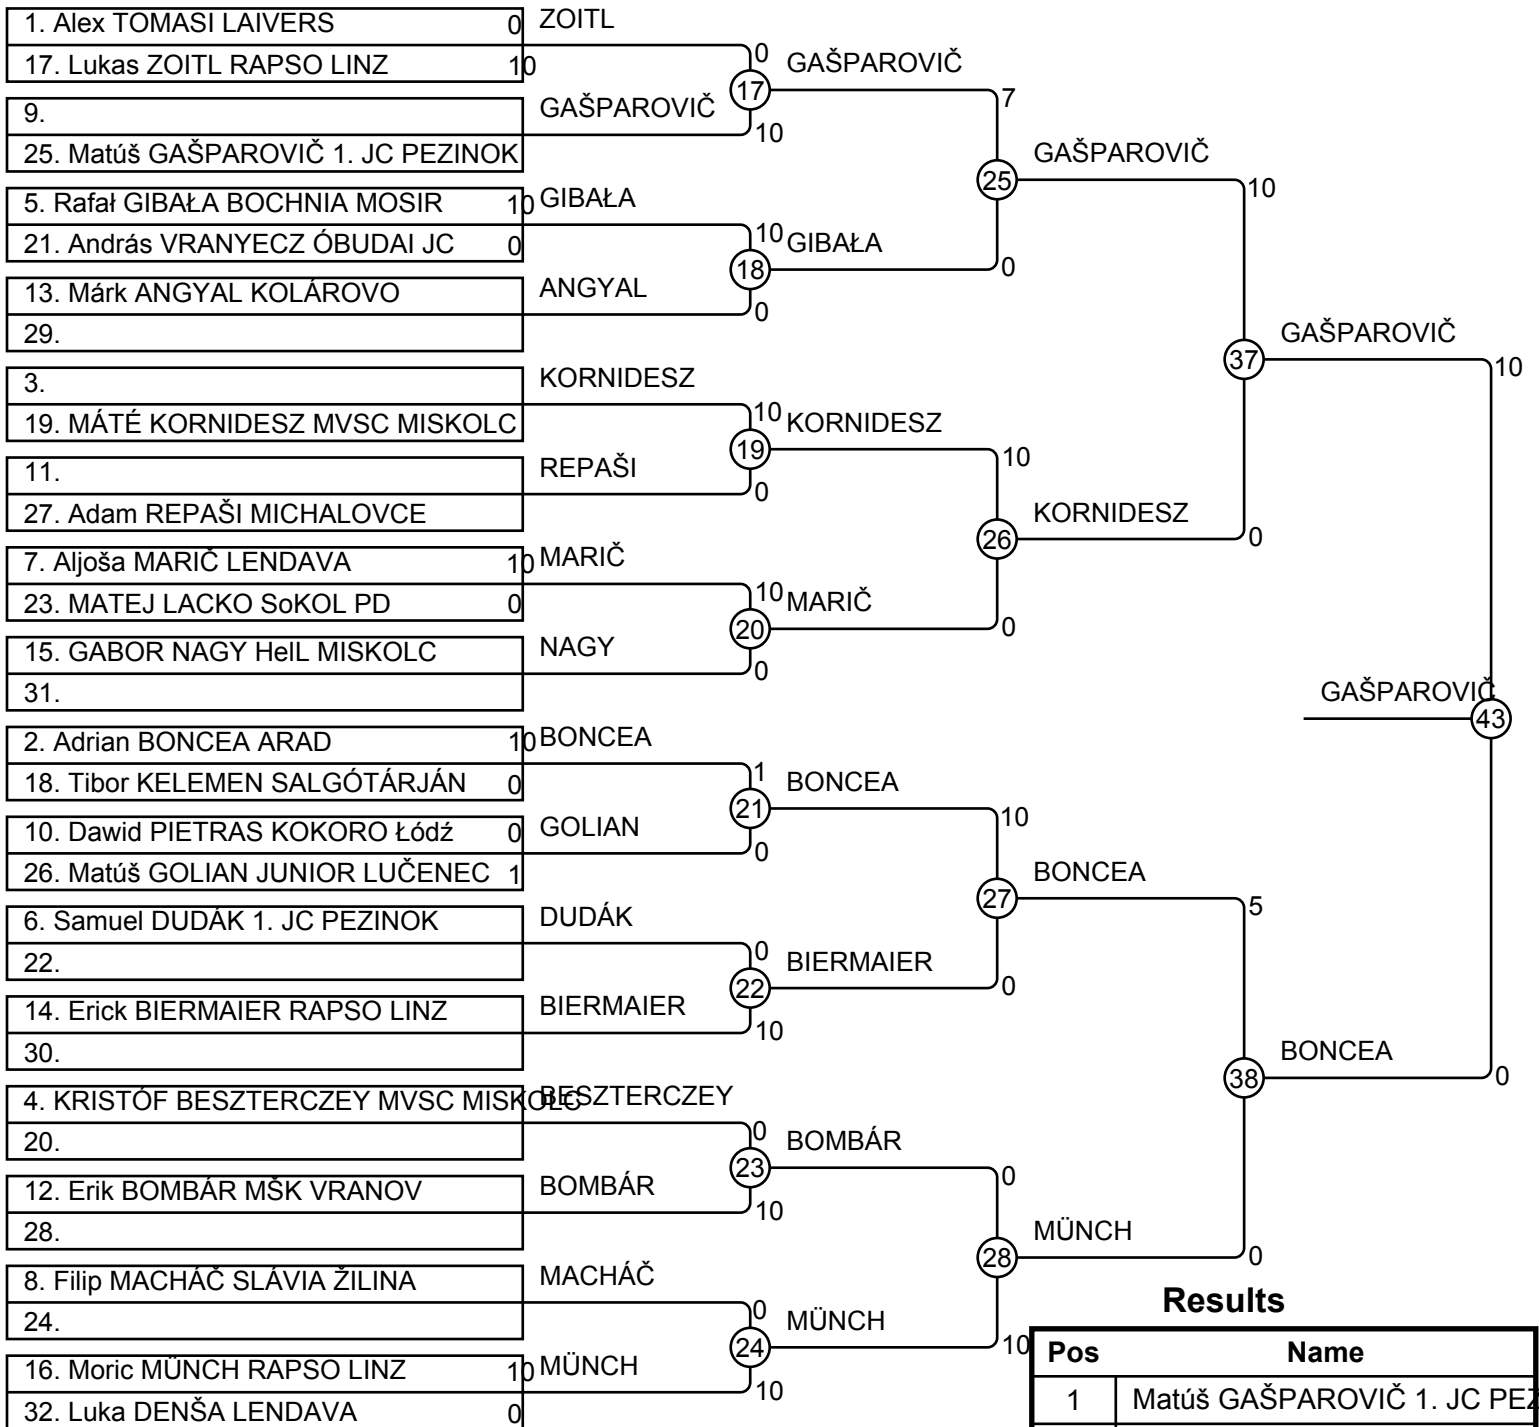 1. Alex TOMASI LAIVERS 0
17. Lukas ZOITL RAPSO LINZ 10
9.
25. Matúš GAŠPAROVIČ 1. JC PEZINOK
5. Rafał GIBAŁA BOCHNIA MOSIR 10
21. András VRANYECZ ÓBUDAI JC 0
13. Márk ANGYAL KOLÁROVO
29.
3.
19. MÁTÉ KORNIDESZ MVSC MISKOLC
11.
27. Adam REPAŠI MICHALOVCE
7. Aljoša MARIČ LENDAVA 10
23. MATEJ LACKO SoKOL PD 0
15. GABOR NAGY HelL MISKOLC
31.
2. Adrian BONCEA ARAD 10
18. Tibor KELEMEN SALGÓTÁRJÁN 0
10. Dawid PIETRAS KOKORO Łódź 0
26. Matúš GOLIAN JUNIOR LUČENEC 1
6. Samuel DUDÁK 1. JC PEZINOK
22.
14. Erick BIERMAIER RAPSO LINZ
30.
4. KRISTÓF BESZTERCZEY MVSC MISKOLC
20.
12. Erik BOMBÁR MŠK VRANOV
28.
8. Filip MACHÁČ SLÁVIA ŽILINA
24.
16. Moric MÜNCH RAPSO LINZ 10
32. Luka DENŠA LENDAVA 0
ZOITL
0
17
GAŠPAROVIČ
10
GIBAŁA
10
18
ANGYAL
0
KORNIDESZ
10
19
REPAŠI
0
MARIČ
10
20
NAGY
0
BONCEA
1
21
GOLIAN
0
DUDÁK
0
22
BIERMAIER
10
BESZTERCZEY
0
23
BOMBÁR
10
MACHÁČ
0
24
MÜNCH
10
GAŠPAROVIČ
7
25
GIBAŁA
0
KORNIDESZ
10
26
MARIČ
0
BONCEA
10
27
BIERMAIER
0
BOMBÁR
0
28
MÜNCH
10
GAŠPAROVIČ
10
37
KORNIDESZ
0
BONCEA
5
38
MÜNCH
0
GAŠPAROVIČ
10
43
BONCEA
0
GAŠPAROVIČ
Results
Pos Name
1 Matúš GAŠPAROVIČ 1. JC PEZ